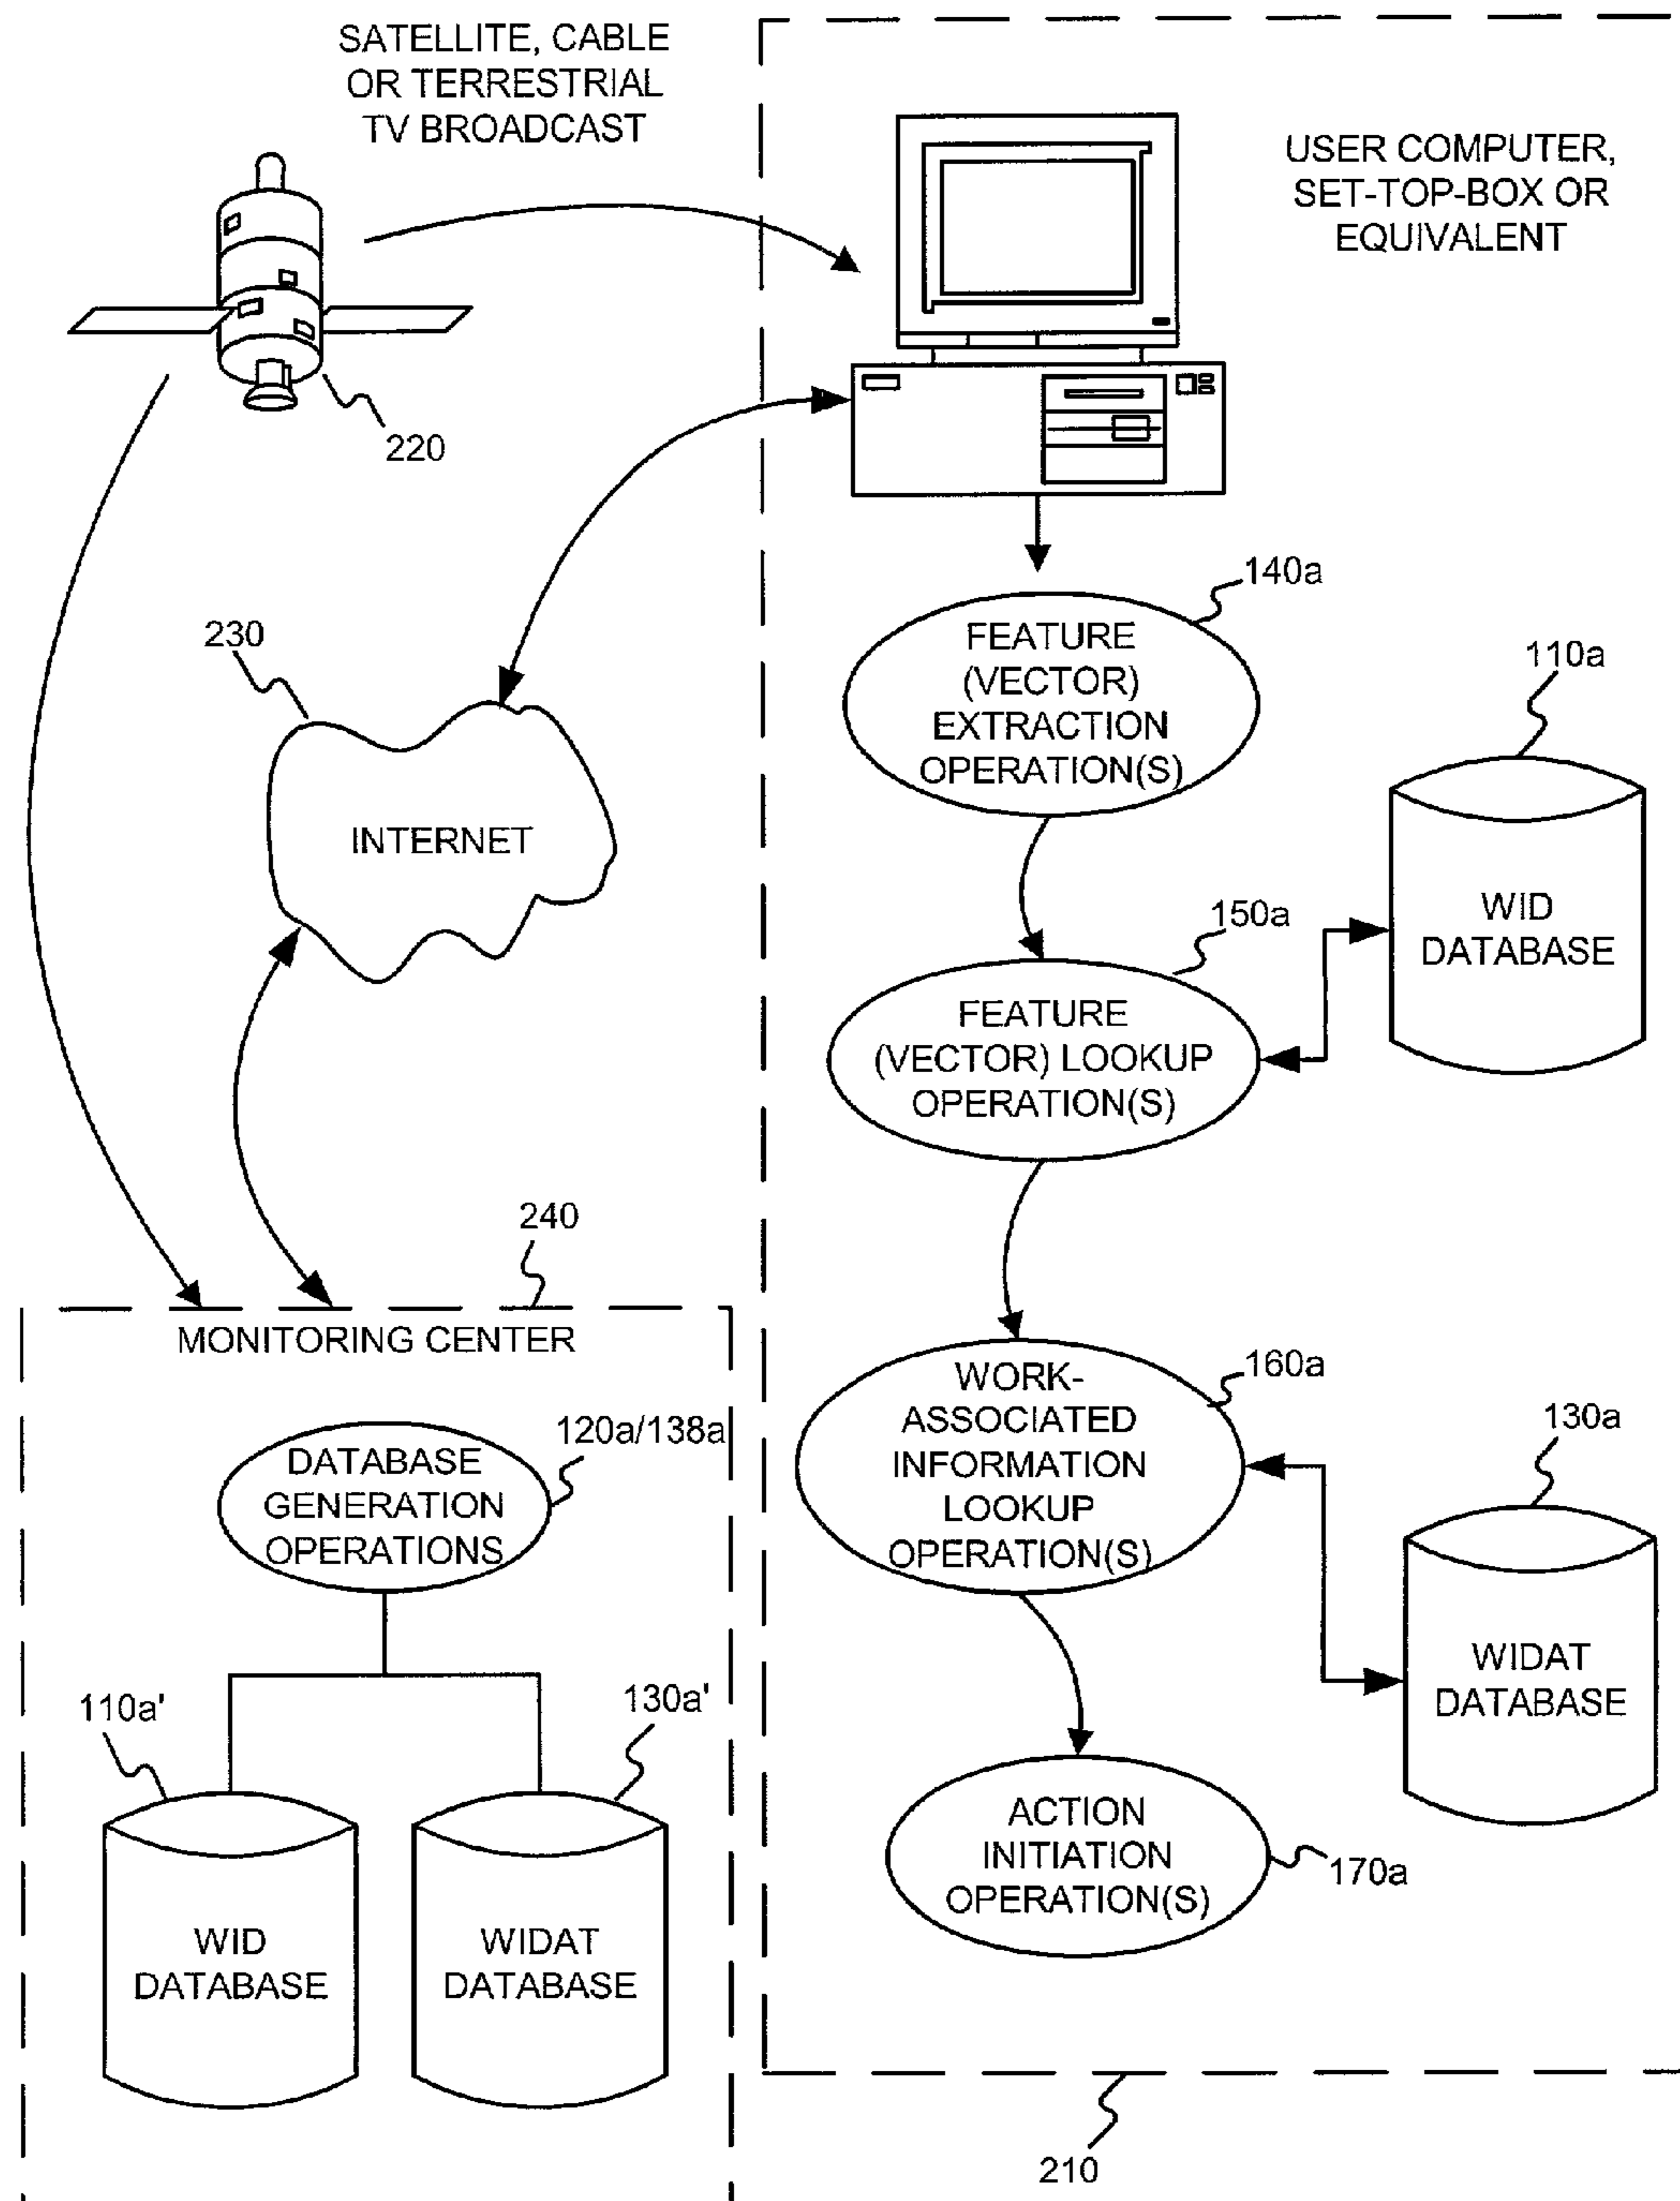 SATELLITE, CABLE
OR TERRESTRIAL
TV BROADCAST
USER COMPUTER,
SET-TOP-BOX OR
EQUIVALENT
220
230
INTERNET
140a
FEATURE
(VECTOR)
EXTRACTION
OPERATION(S)
110a
WID
DATABASE
150a
FEATURE
(VECTOR) LOOKUP
OPERATION(S)
240
MONITORING CENTER
120a/138a
DATABASE
GENERATION
OPERATIONS
110a'
130a'
WID
DATABASE
WIDAT
DATABASE
160a
WORK-
ASSOCIATED
INFORMATION
LOOKUP
OPERATION(S)
130a
WIDAT
DATABASE
ACTION
INITIATION
OPERATION(S)
170a
210